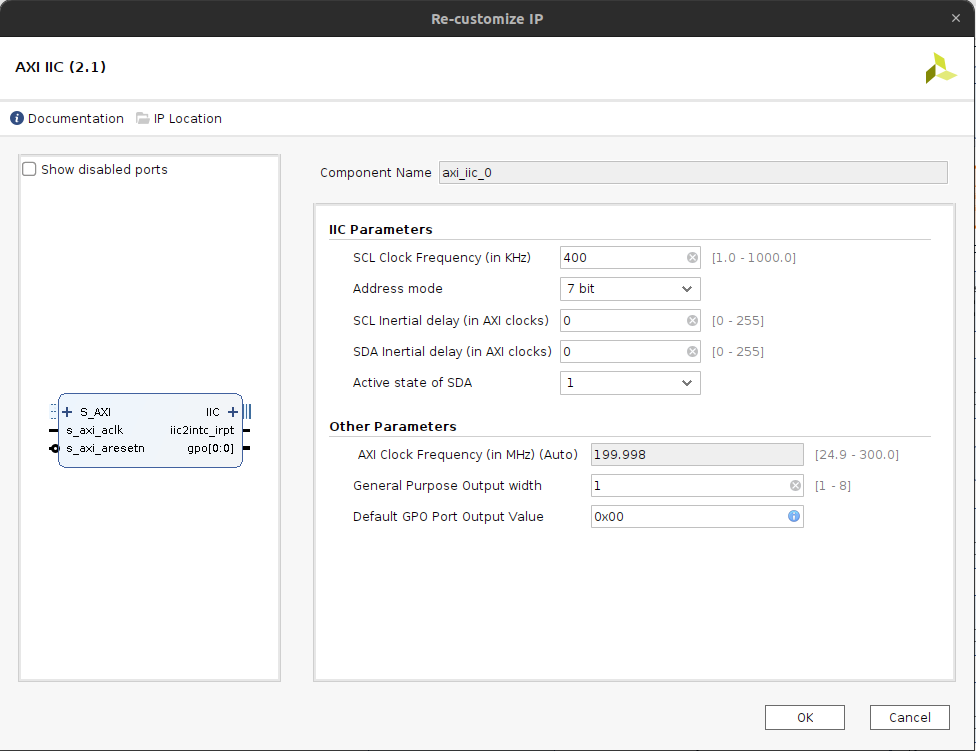 Re-customize IP
AXI IIC (2.1)
Documentation IP Location
Show disabled ports
S_AXI IIC
s_axi_aclk iic2intc_irpt
s_axi_aresetn gpo[0:0]
Component Name axi_iic_0
IIC Parameters
SCL Clock Frequency (in KHz) 400 [1.0 - 1000.0]
Address mode 7 bit
SCL Inertial delay (in AXI clocks) 0 [0 - 255]
SDA Inertial delay (in AXI clocks) 0 [0 - 255]
Active state of SDA 1
Other Parameters
AXI Clock Frequency (in MHz) (Auto) 199.998 [24.9 - 300.0]
General Purpose Output width 1 [1 - 8]
Default GPO Port Output Value 0x00
OK Cancel